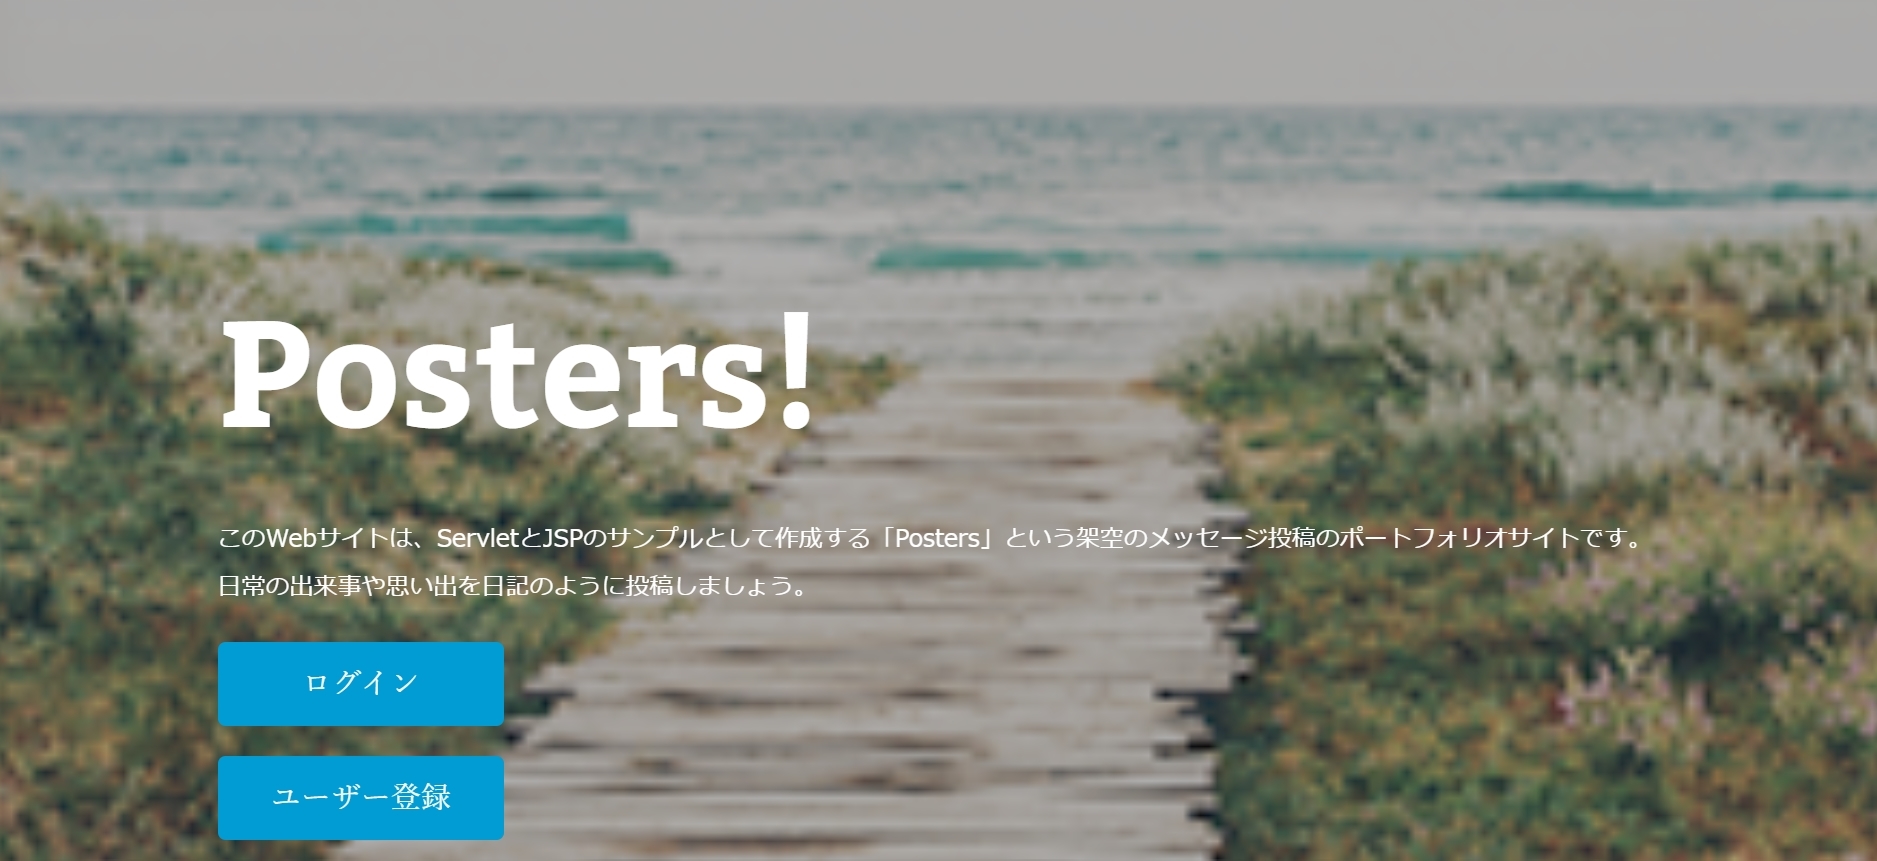 Posters!
このWebサイトは、ServletとJSPのサンプルとして作成する「Posters」という架空のメッセージ投稿のポートフォリオサイトです。
日常の出来事や思い出を日記のように投稿しましょう。
ログイン
ユーザー登録